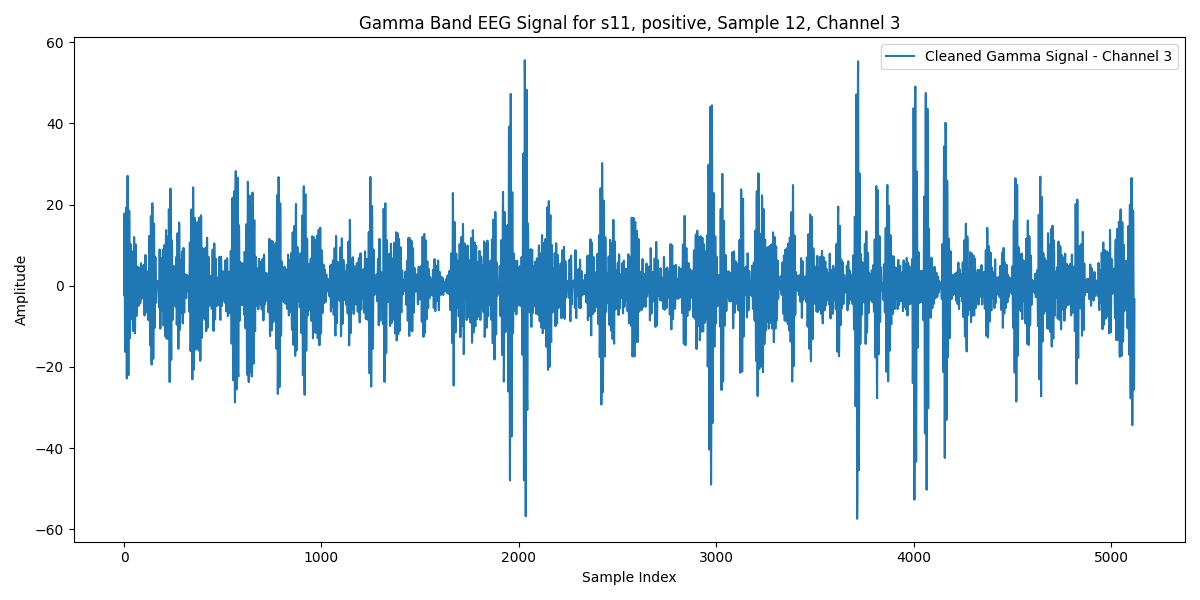 Gamma Band EEG Signal for s11, positive, Sample 12, Channel 3
Cleaned Gamma Signal - Channel 3
60
40
20
0
−20
−40
−60
Amplitude
0 1000 2000 3000 4000 5000
Sample Index